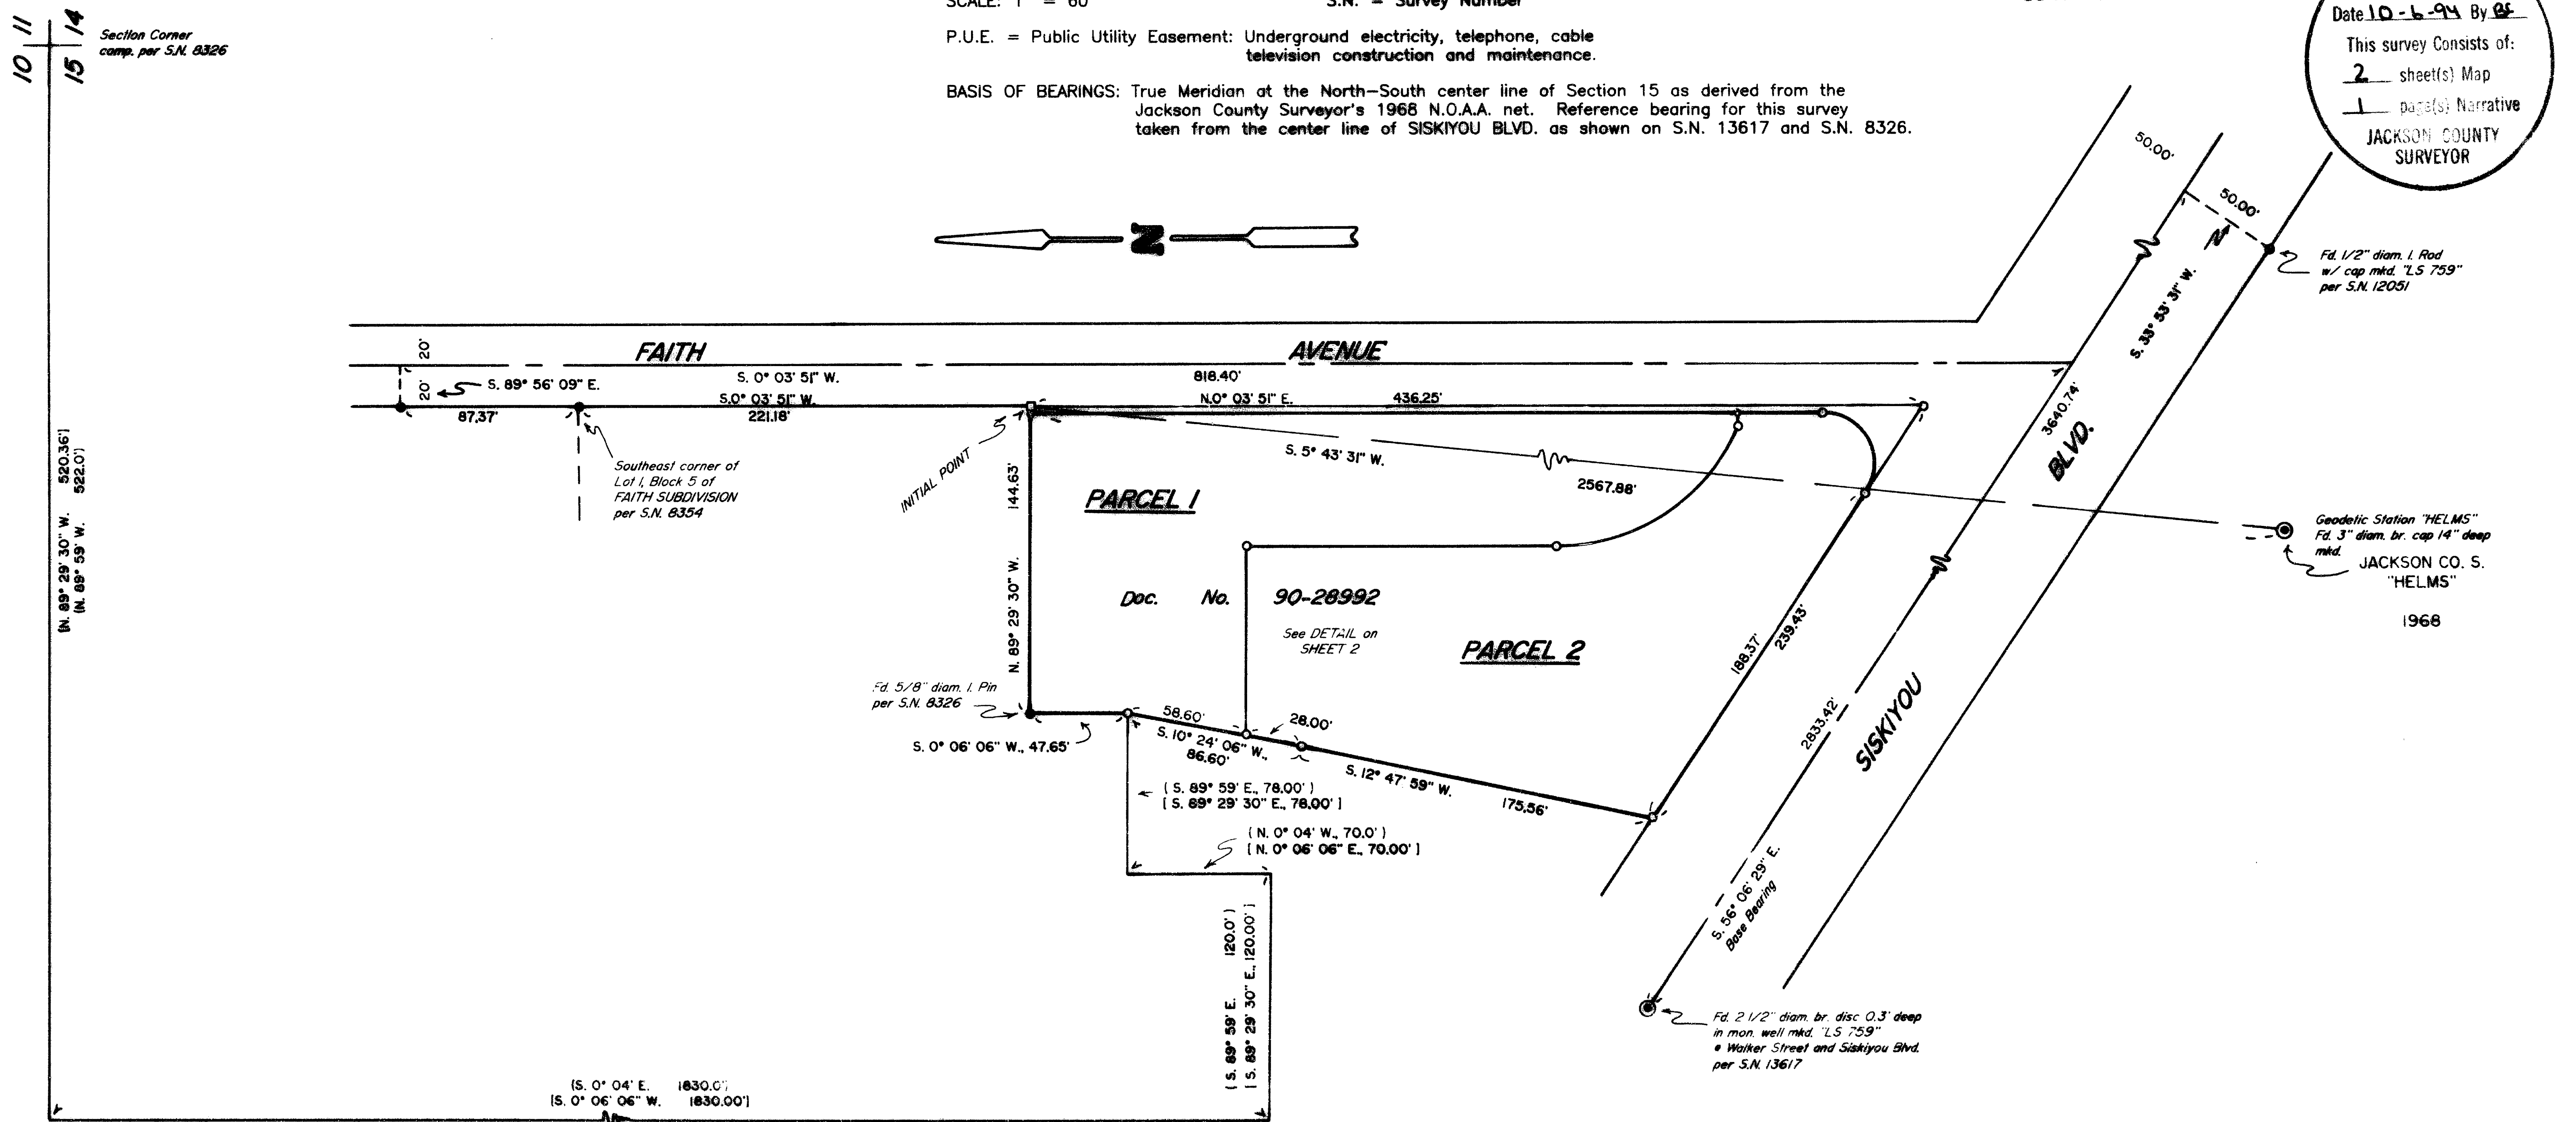 10 11
15 14
Section Corner
comp. per S.N. 8326
SCALE: 1" = 60'
S.N. = Survey Number
P.U.E. = Public Utility Easement: Underground electricity, telephone, cable
television construction and maintenance.
BASIS OF BEARINGS: True Meridian at the North-South center line of Section 15 as derived from the
Jackson County Surveyor's 1968 N.O.A.A. net. Reference bearing for this survey
taken from the center line of SISKIYOU BLVD. as shown on S.N. 13617 and S.N. 8326.
Date 10-6-94 By
This survey Consists of:
2 sheet(s) Map
1 page(s) Narrative
JACKSON COUNTY
SURVEYOR
N
50.00'
50.00'
N
S. 33° 53' 31" W.
Fd. 1/2" diam. I. Rod
w/ cap mkd. "LS 759"
per S.N. 12051
FAITH AVENUE
20'
20'
S. 89° 56' 09" E.
S. 0° 03' 51" W.
818.40'
87.37'
S.0° 03' 51" W.
221.18'
N.0° 03' 51" E. 436.25'
Southeast corner of
Lot 1, Block 5 of
FAITH SUBDIVISION
per S.N. 8354
INITIAL POINT
S. 5° 43' 31" W.
2567.88'
3640.74'
BLVD.
PARCEL 1
144.63'
N. 89° 29' 30" W.
[N. 89° 29' 30" W. 520.36']
(N. 89° 59' W. 522.0')
Geodetic Station "HELMS"
Fd. 3" diam. br. cap 14" deep
mkd.
JACKSON CO. S.
"HELMS"
1968
Doc. No. 90-28992
See DETAIL on
SHEET 2
PARCEL 2
188.37'
239.43'
Fd. 5/8" diam. I. Pin
per S.N. 8326
S. 0° 06' 06" W., 47.65'
58.60'
28.00'
S. 10° 24' 06" W.,
86.60'
S. 12° 47' 59" W.
175.56'
2833.42'
SISKIYOU
( S. 89° 59' E., 78.00' )
[ S. 89° 29' 30" E., 78.00' ]
( N. 0° 04' W., 70.0' )
[ N. 0° 06' 06" E., 70.00' ]
S. 56° 06' 29" E.
Base Bearing
( S. 89° 59' E. 120.0' )
[ S. 89° 29' 30" E., 120.00' ]
Fd. 2 1/2" diam. br. disc 0.3' deep
in mon. well mkd. "LS 759"
@ Walker Street and Siskiyou Blvd.
per S.N. 13617
(S. 0° 04' E. 1830.0')
[S. 0° 06' 06" W. 1830.00']